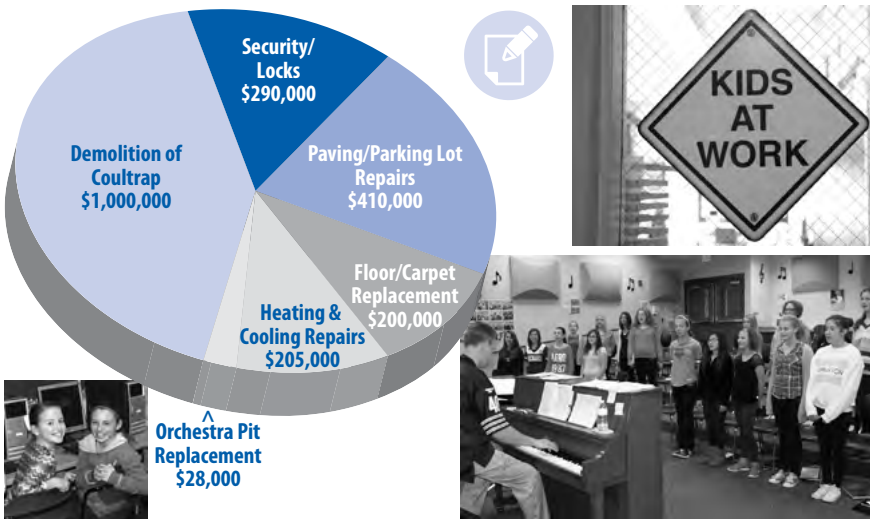 Security/
Locks
$290,000
Demolition of
Coultrap
$1,000,000
Paving/Parking Lot
Repairs
$410,000
Floor/Carpet
Replacement
$200,000
Heating &
Cooling Repairs
$205,000
^
Orchestra Pit
Replacement
$28,000
KIDS
AT
WORK